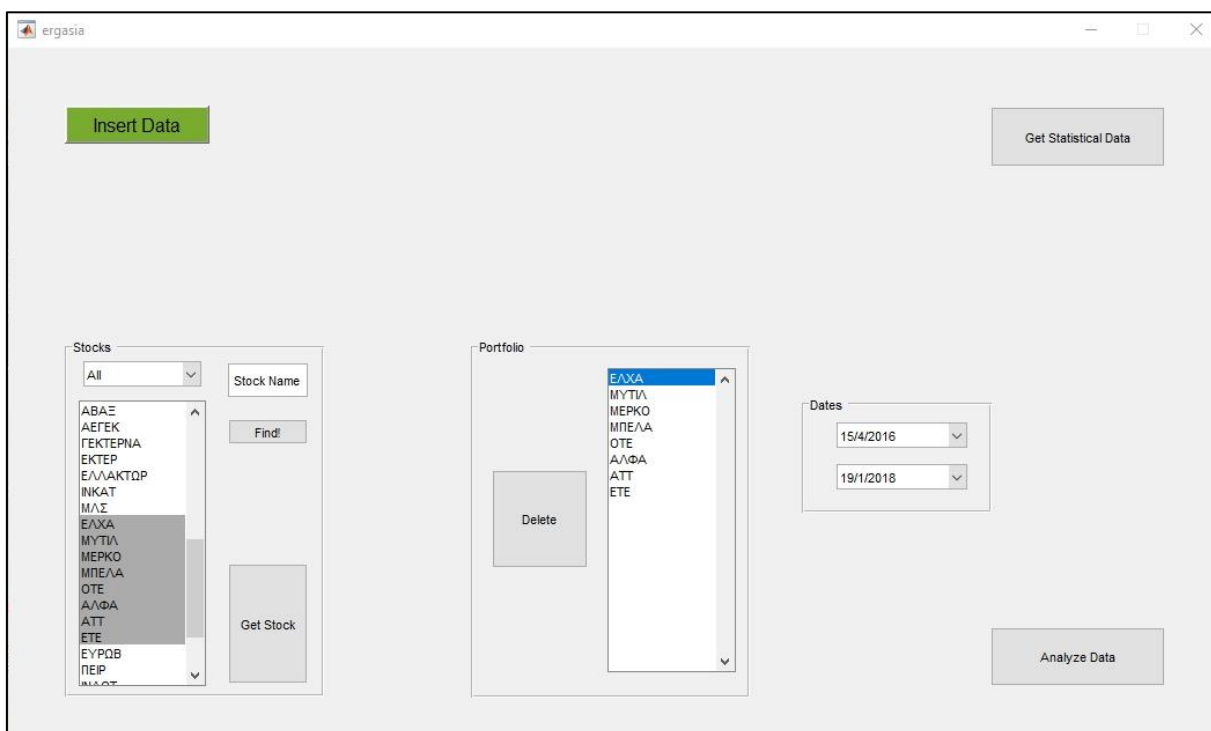 ergasia
Insert Data
Get Statistical Data
Stocks
All
Stock Name
Find!
ΑΒΑΞ
ΑΕΓΕΚ
ΓΕΚΤΕΡΝΑ
ΕΚΤΕΡ
ΕΛΛΑΚΤΩΡ
ΙΝΚΑΤ
ΜΛΣ
ΕΛΧΑ
ΜΥΤΙΛ
ΜΕΡΚΟ
ΜΠΕΛΑ
ΟΤΕ
ΑΛΦΑ
ΑΤΤ
ΕΤΕ
ΕΥΡΩΒ
ΠΕΙΡ
Get Stock
Portfolio
Delete
ΕΛΧΑ
ΜΥΤΙΛ
ΜΕΡΚΟ
ΜΠΕΛΑ
ΟΤΕ
ΑΛΦΑ
ΑΤΤ
ΕΤΕ
Dates
15/4/2016
19/1/2018
Analyze Data